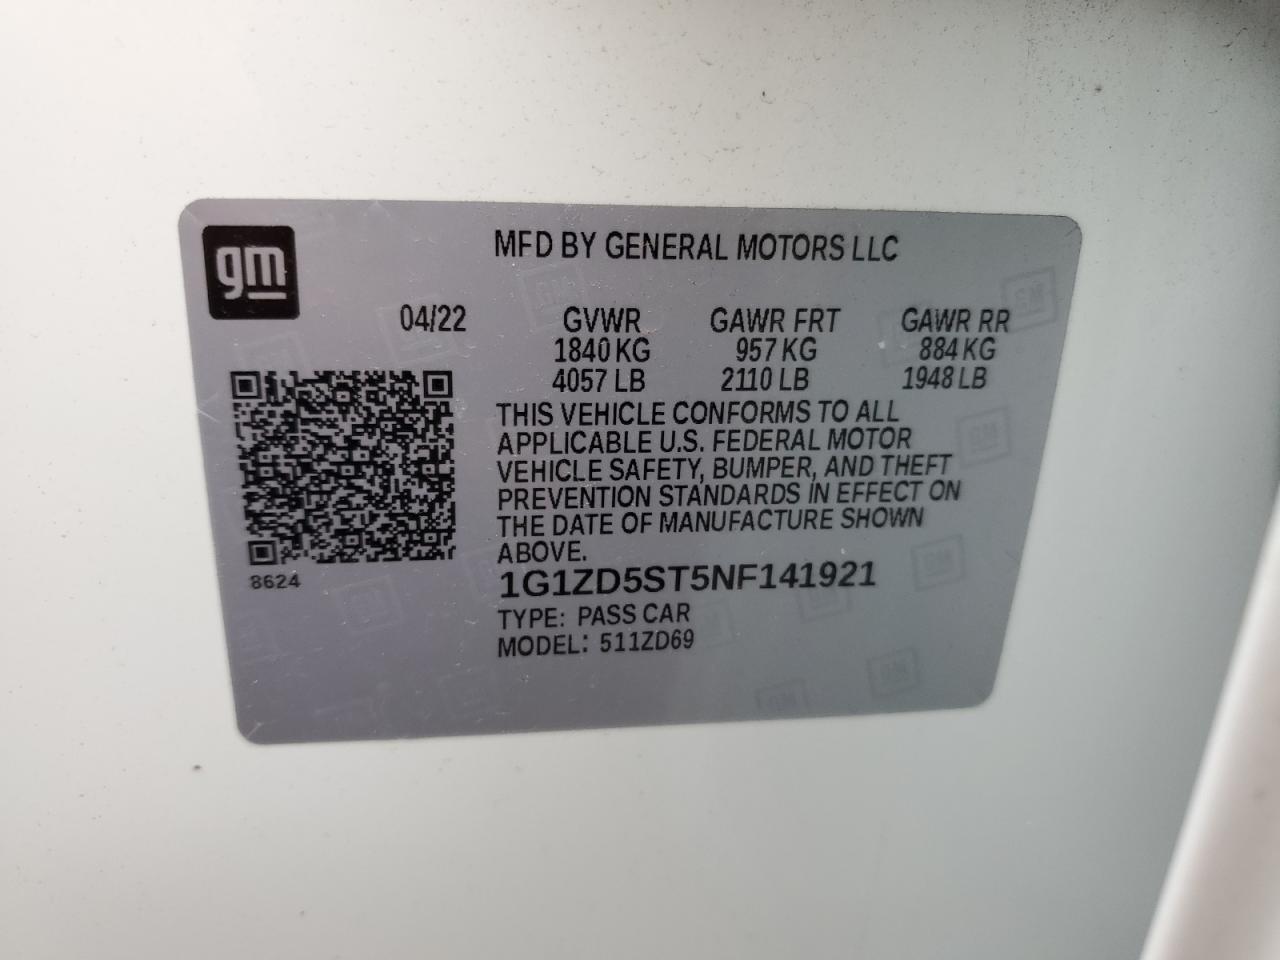 gm
MFD BY GENERAL MOTORS LLC
04/22 GVWR GAWR FRT GAWR RR
1840 KG 957 KG 884 KG
4057 LB 2110 LB 1948 LB
THIS VEHICLE CONFORMS TO ALL
APPLICABLE U.S. FEDERAL MOTOR
VEHICLE SAFETY, BUMPER, AND THEFT
PREVENTION STANDARDS IN EFFECT ON
THE DATE OF MANUFACTURE SHOWN
ABOVE.
8624
1G1ZD5ST5NF141921
TYPE: PASS CAR
MODEL: 511ZD69